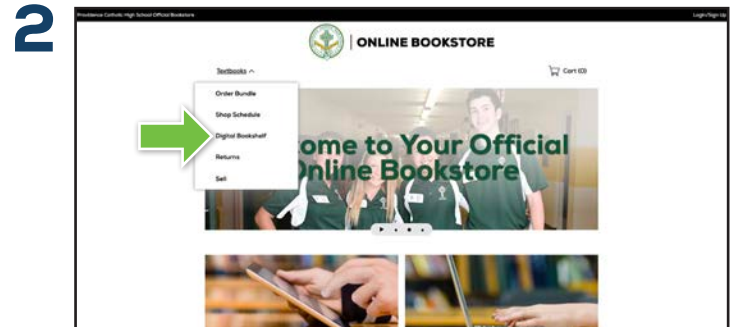 2
Providence Catholic High School Official Bookstore
Login/Sign Up
ONLINE BOOKSTORE
Textbooks
Cart (0)
Order Bundle
Shop Schedule
Digital Bookshelf
Returns
Sell
ome to Your Official
nline Bookstore